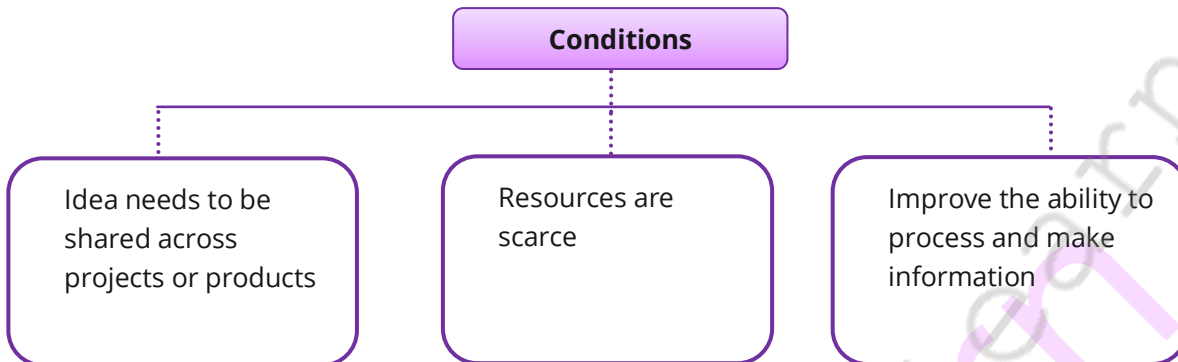 Conditions
Idea needs to be
shared across
projects or products
Resources are
scarce
Improve the ability to
process and make
information